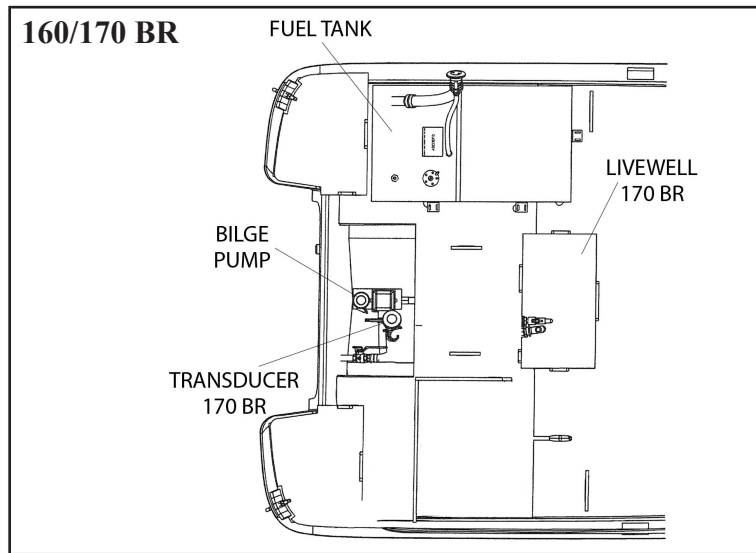 160/170 BR
FUEL TANK
LIVEWELL
170 BR
BILGE
PUMP
TRANSDUCER
170 BR